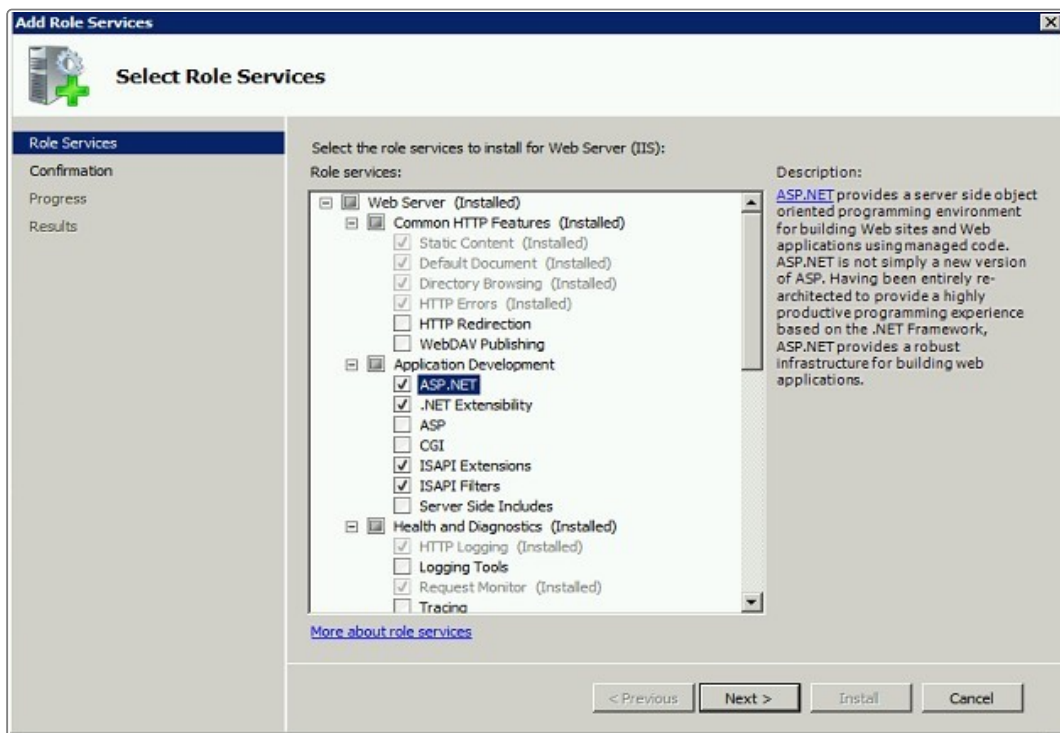 Add Role Services
Select Role Services
Role Services
Confirmation
Progress
Results
Select the role services to install for Web Server (IIS):
Role services:
Web Server (Installed)
Common HTTP Features (Installed)
Static Content (Installed)
Default Document (Installed)
Directory Browsing (Installed)
HTTP Errors (Installed)
HTTP Redirection
WebDAV Publishing
Application Development
ASP.NET
.NET Extensibility
ASP
CGI
ISAPI Extensions
ISAPI Filters
Server Side Includes
Health and Diagnostics (Installed)
HTTP Logging (Installed)
Logging Tools
Request Monitor (Installed)
Tracing
More about role services
Description:
ASP.NET provides a server side object
oriented programming environment
for building Web sites and Web
applications using managed code.
ASP.NET is not simply a new version
of ASP. Having been entirely re-
architected to provide a highly
productive programming experience
based on the .NET Framework,
ASP.NET provides a robust
infrastructure for building web
applications.
< Previous
Next >
Install
Cancel